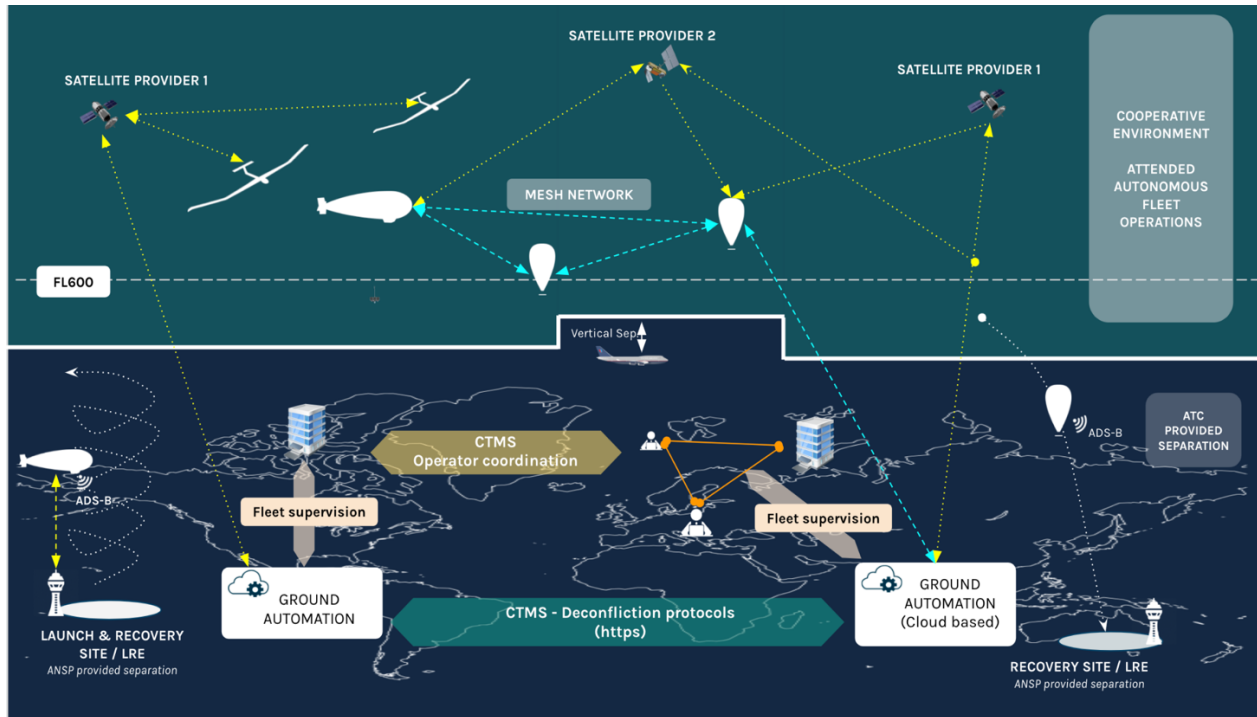 SATELLITE PROVIDER 2
SATELLITE PROVIDER 1
SATELLITE PROVIDER 1
COOPERATIVE
ENVIRONMENT
ATTENDED
AUTONOMOUS
FLEET
OPERATIONS
MESH NETWORK
FL600
Vertical Sep
ATC
PROVIDED
SEPARATION
ADS-B
ADS-B
CTMS
Operator coordination
Fleet supervision
Fleet supervision
GROUND
AUTOMATION
CTMS - Deconfliction protocols
(https)
GROUND
AUTOMATION
(Cloud based)
LAUNCH & RECOVERY
SITE / LRE
ANSP provided separation
RECOVERY SITE / LRE
ANSP provided separation